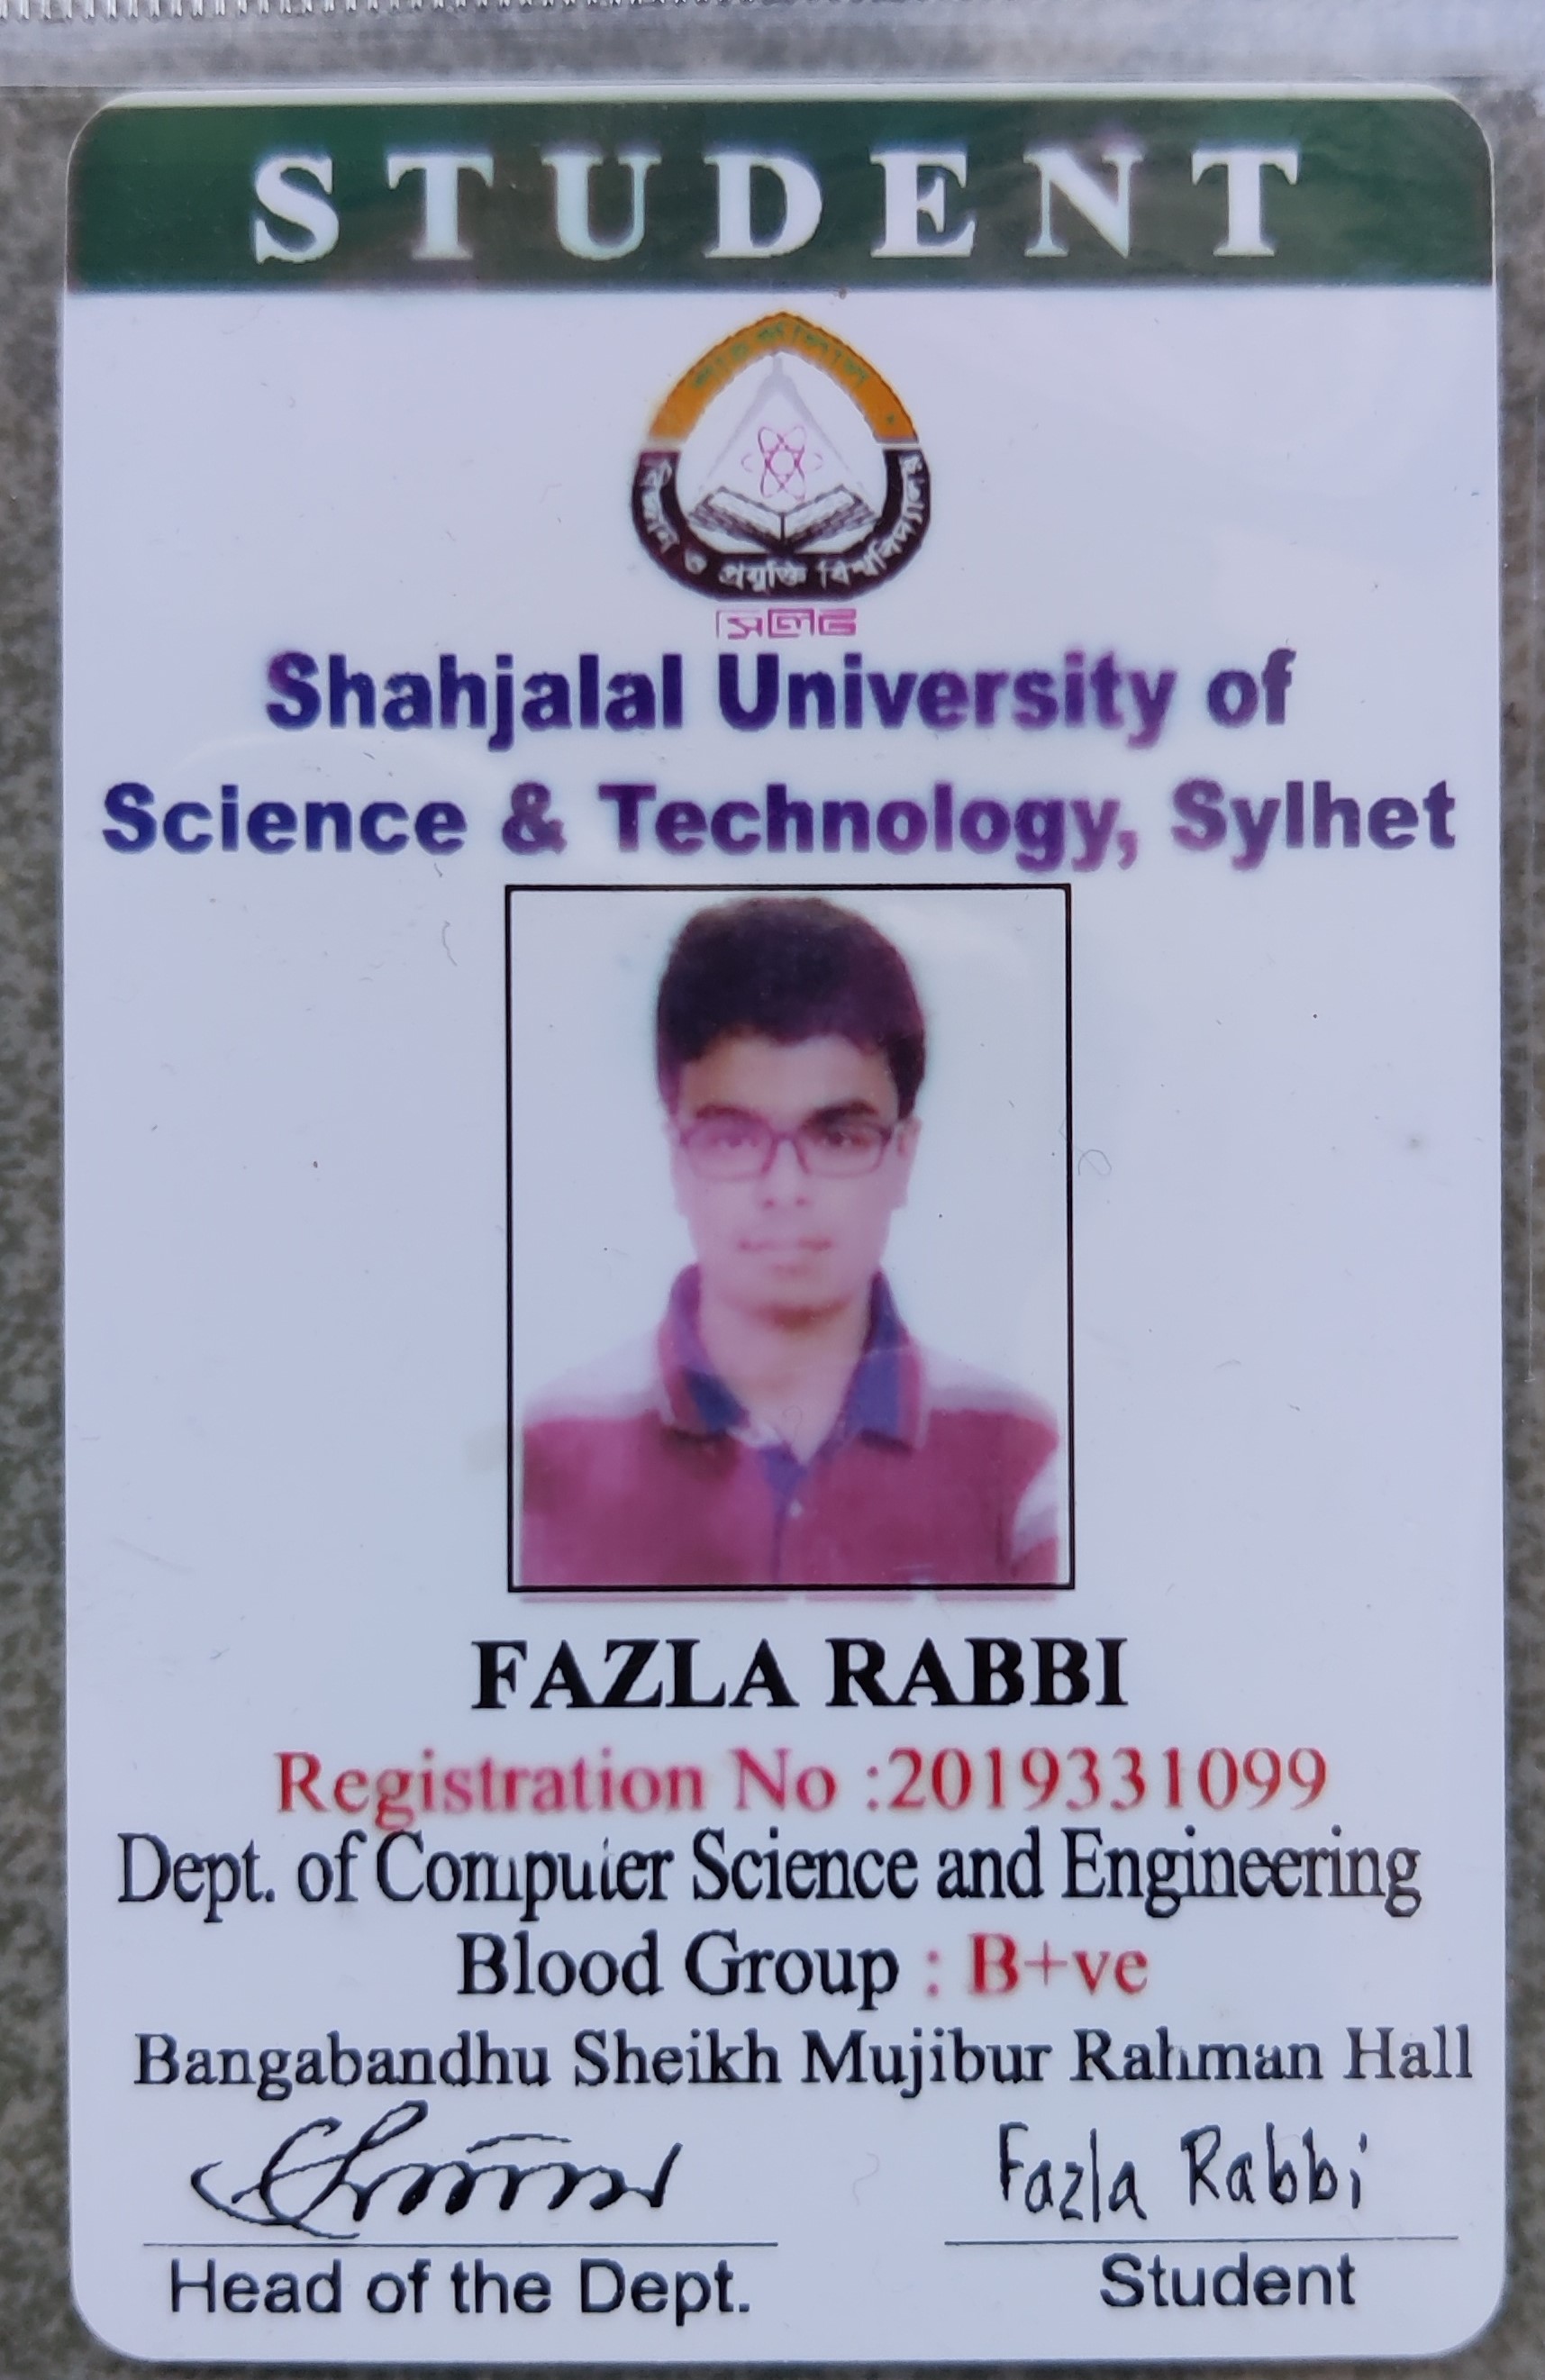 STUDENT
শাহজালাল
বিজ্ঞান ও প্রযুক্তি বিশ্ববিদ্যালয়
সিলেট
Shahjalal University of
Science & Technology, Sylhet
FAZLA RABBI
Registration No :2019331099
Dept. of Computer Science and Engineering
Blood Group : B+ve
Bangabandhu Sheikh Mujibur Rahman Hall
Fazla Rabbi
Head of the Dept.
Student